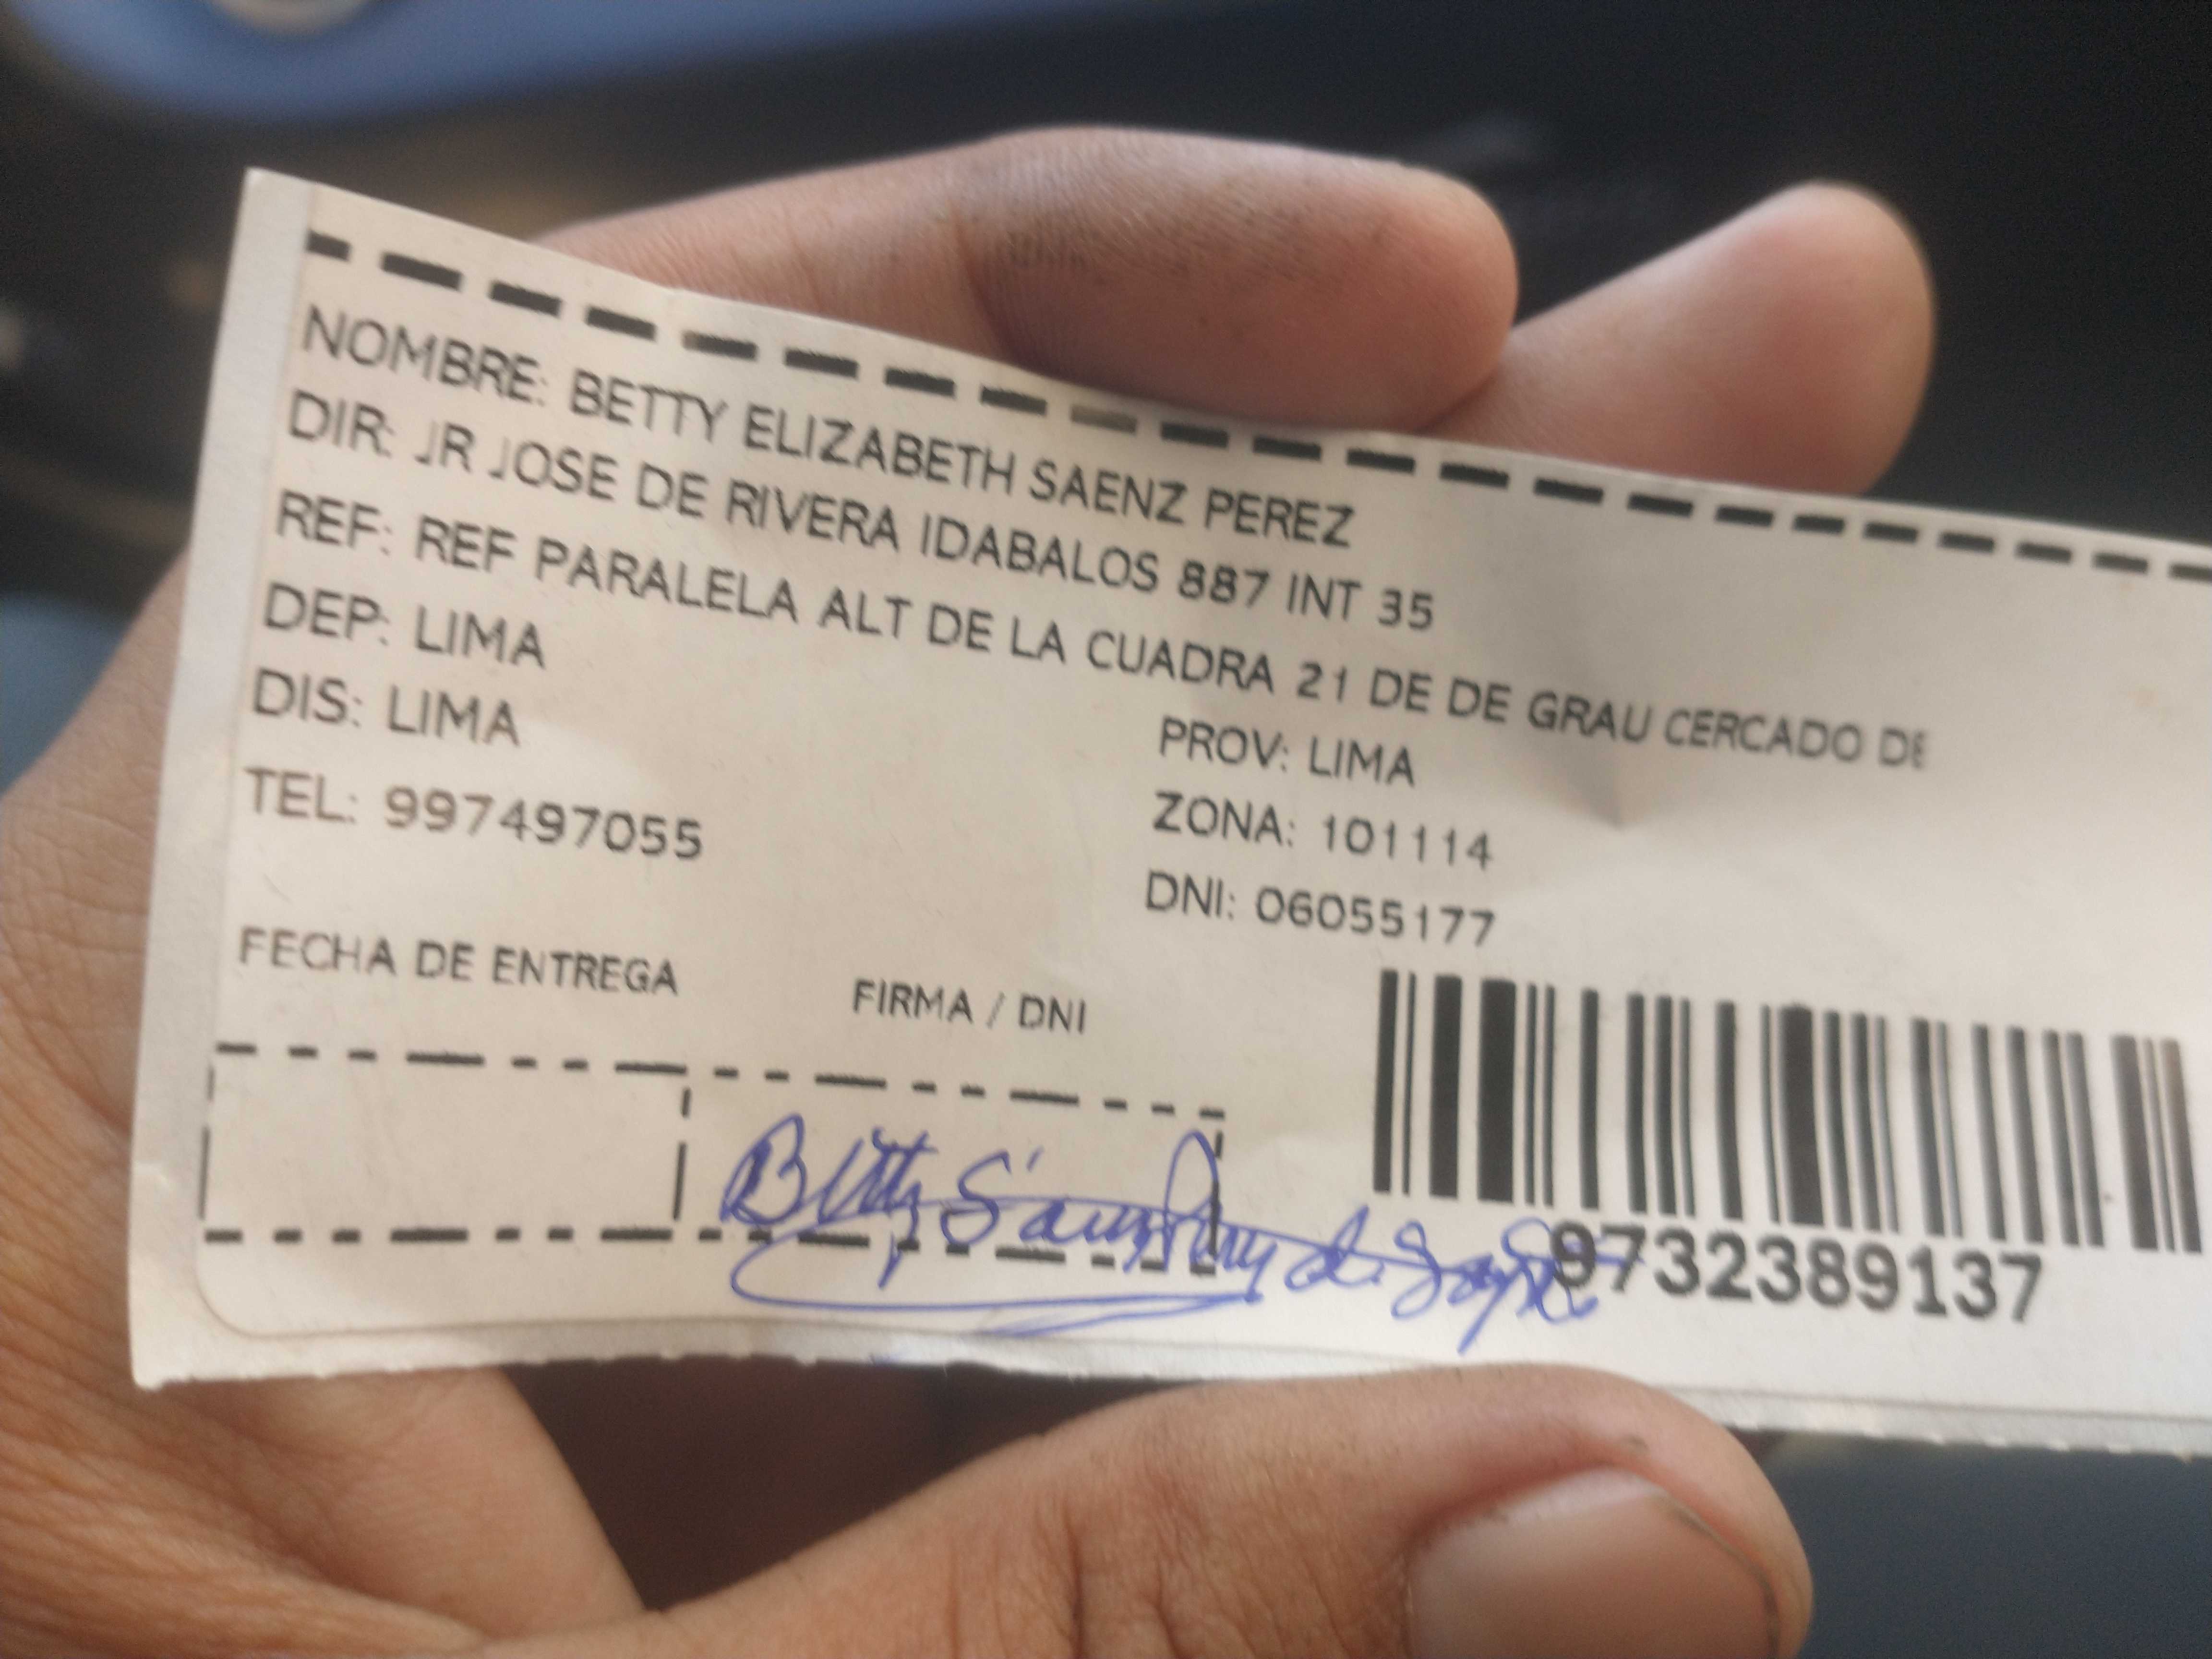 NOMBRE: BETTY ELIZABETH SAENZ PEREZ
DIR: JR JOSE DE RIVERA IDABALOS 887 INT 35
REF: REF PARALELA ALT DE LA CUADRA 21 DE DE GRAU CERCADO DE
DEP: LIMA
PROV: LIMA
DIS: LIMA
ZONA: 101114
TEL: 997497055
DNI: 06055177
FECHA DE ENTREGA
FIRMA / DNI
Betty
9732389137